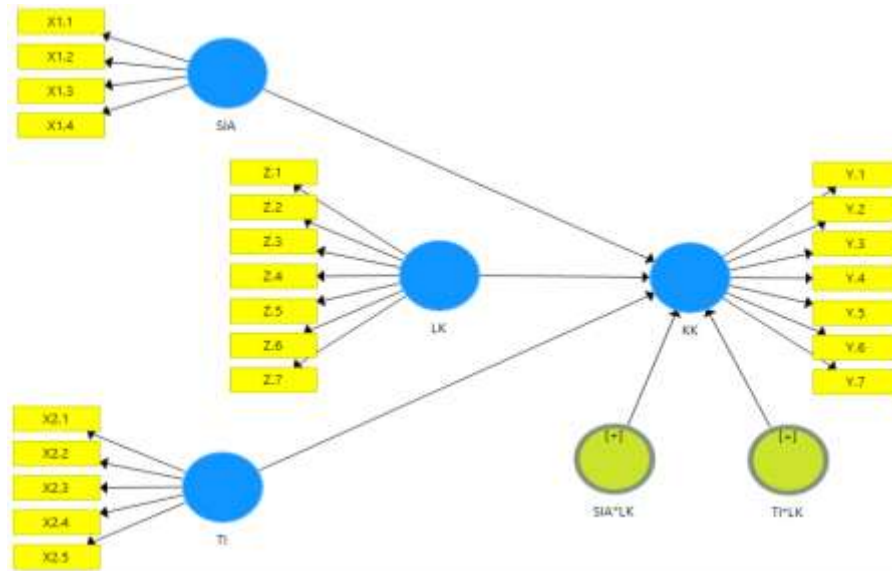 X1.1
X1.2
X1.3
X1.4
SIA
Z.1
Z.2
Z.3
Z.4
Z.5
Z.6
Z.7
LK
Y.1
Y.2
Y.3
Y.4
Y.5
Y.6
Y.7
KK
X2.1
X2.2
X2.3
X2.4
X2.5
TI
[+]
SIA*LK
[+]
TI*LK